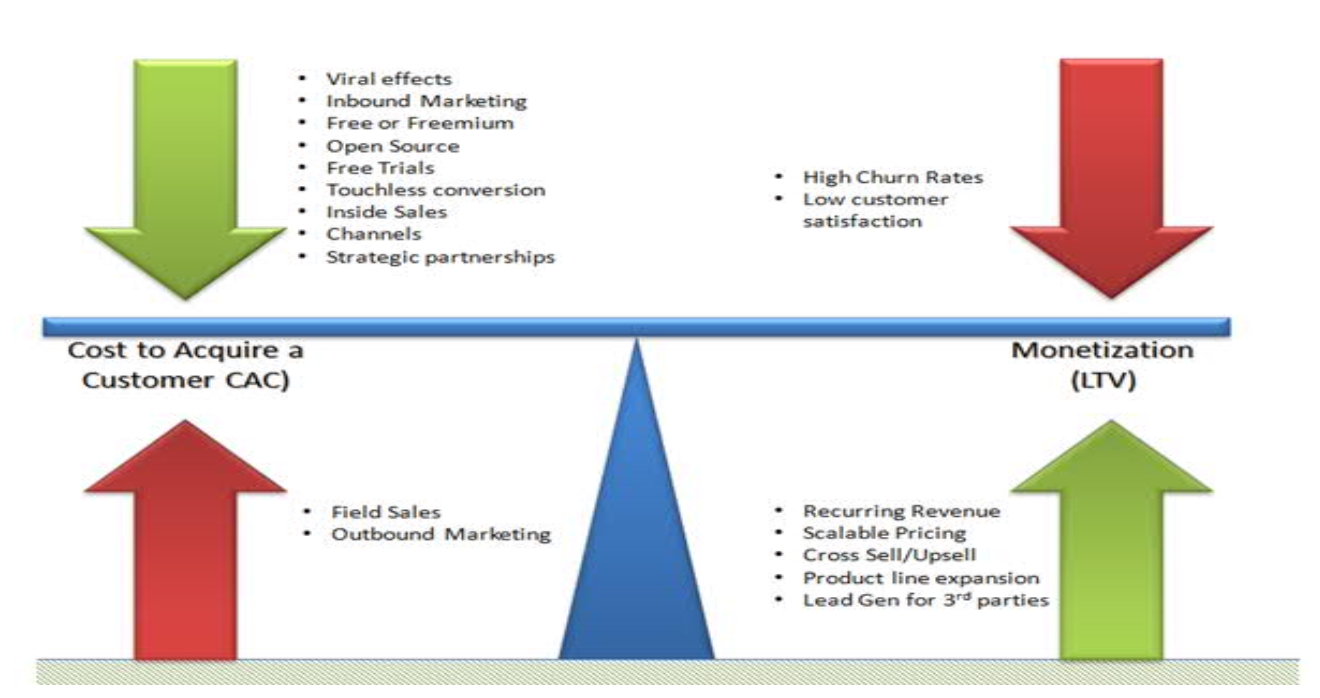 • Viral effects
• Inbound Marketing
• Free or Freemium
• Open Source
• Free Trials
• Touchless conversion
• Inside Sales
• Channels
• Strategic partnerships
• High Churn Rates
• Low customer
satisfaction
Cost to Acquire a
Customer CAC)
Monetization
(LTV)
• Field Sales
• Outbound Marketing
• Recurring Revenue
• Scalable Pricing
• Cross Sell/Upsell
• Product line expansion
• Lead Gen for 3rd parties